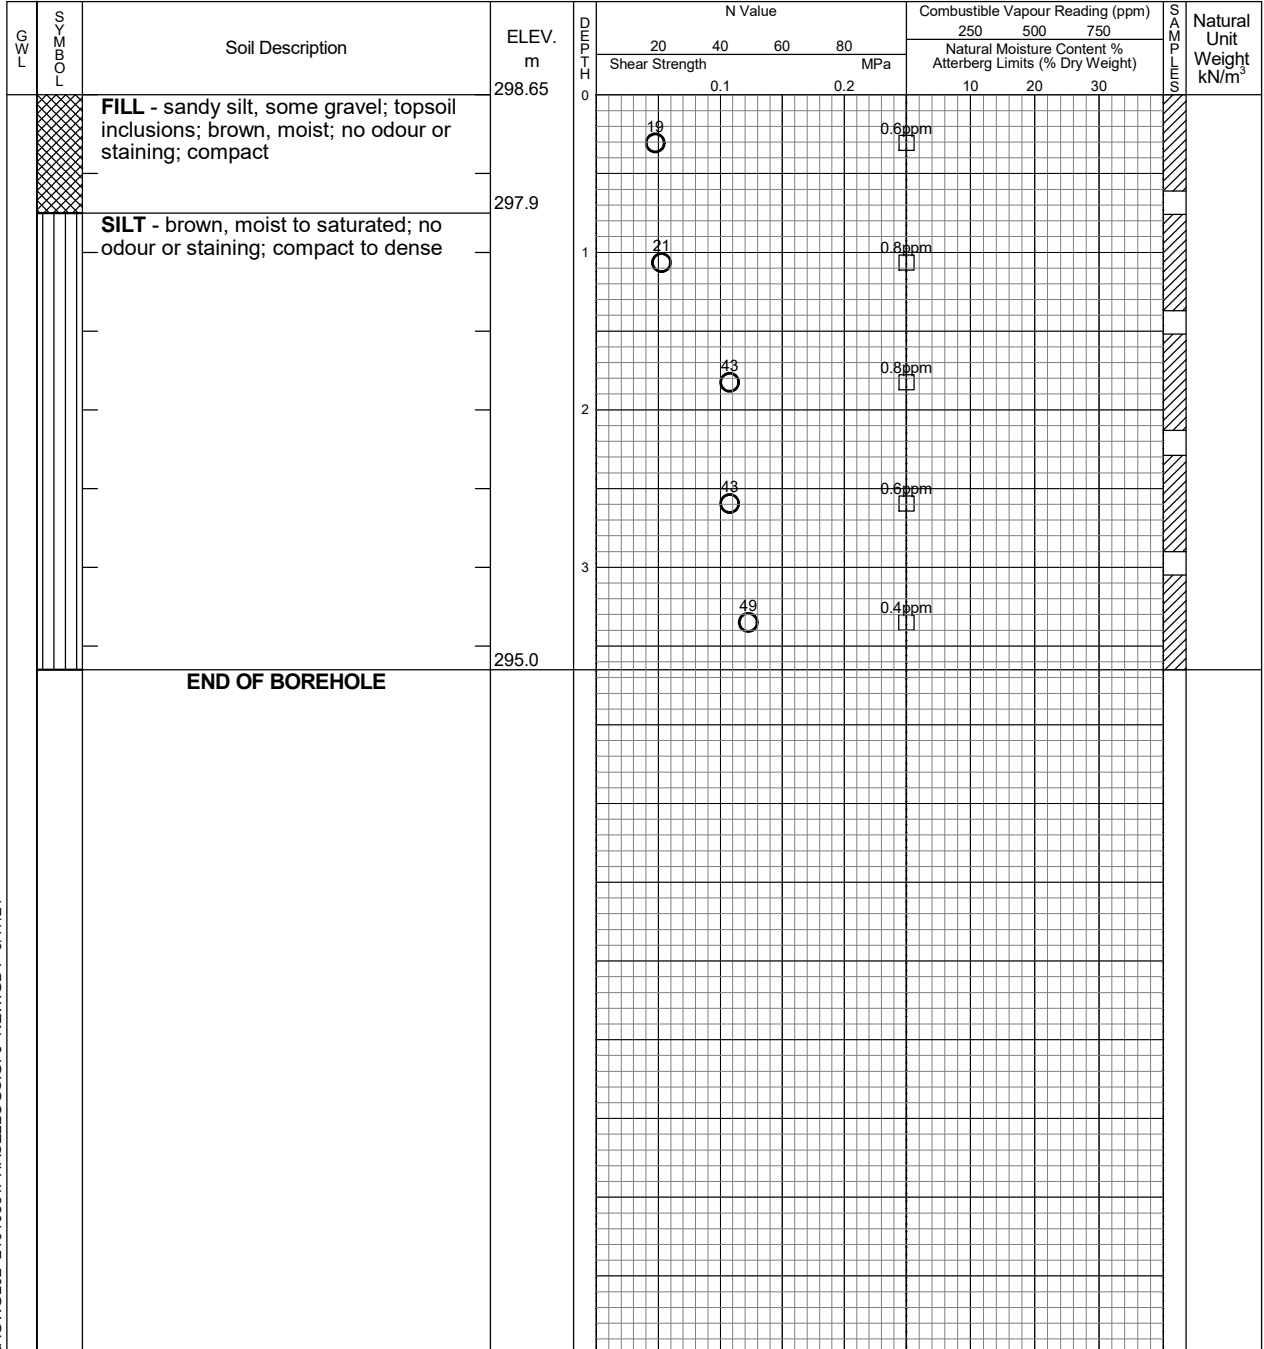 GWL
SYMBOL
Soil Description
ELEV.
m
298.65
DEPTH
N Value
20 40 60 80
Shear Strength MPa
0.1 0.2
Combustible Vapour Reading (ppm)
250 500 750
Natural Moisture Content %
Atterberg Limits (% Dry Weight)
10 20 30
SAMPLES
Natural
Unit
Weight
kN/m³
0
FILL - sandy silt, some gravel; topsoil
inclusions; brown, moist; no odour or
staining; compact
19
0.6ppm
297.9
SILT - brown, moist to saturated; no
odour or staining; compact to dense
1
21
0.8ppm
43
0.8ppm
2
43
0.6ppm
3
49
0.4ppm
295.0
END OF BOREHOLE